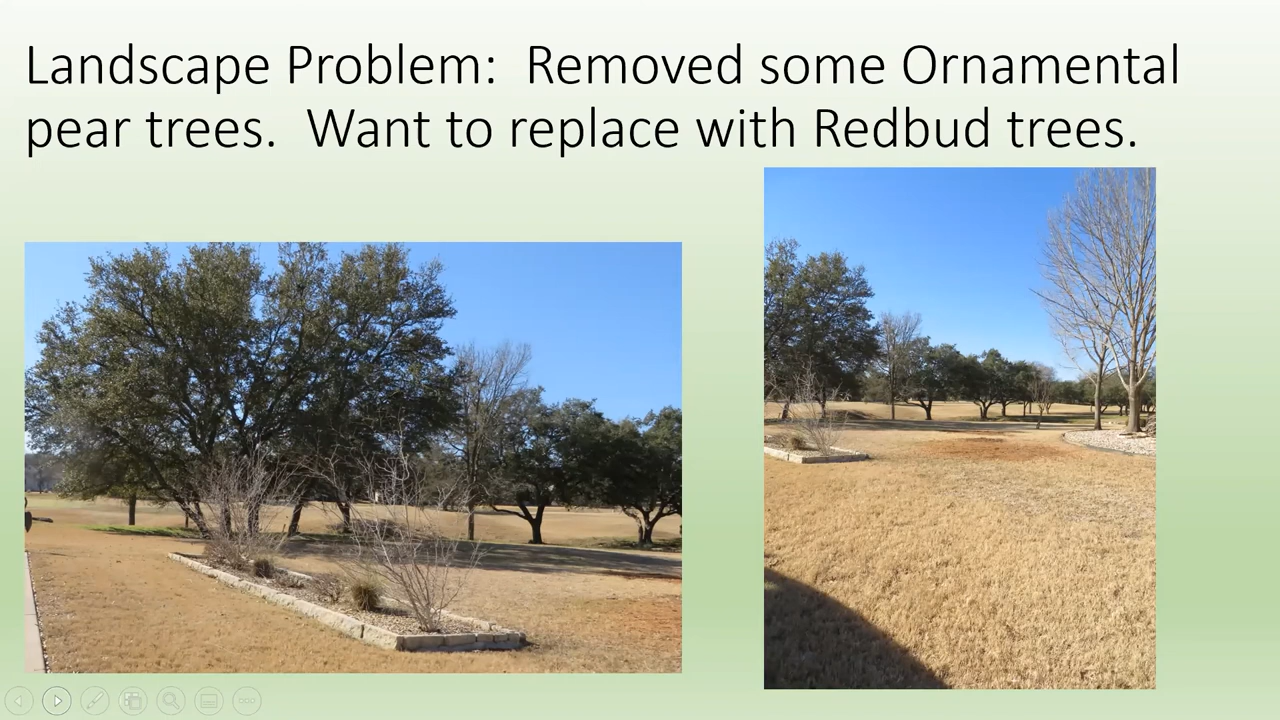 Landscape Problem:  Removed some Ornamental
pear trees.  Want to replace with Redbud trees.